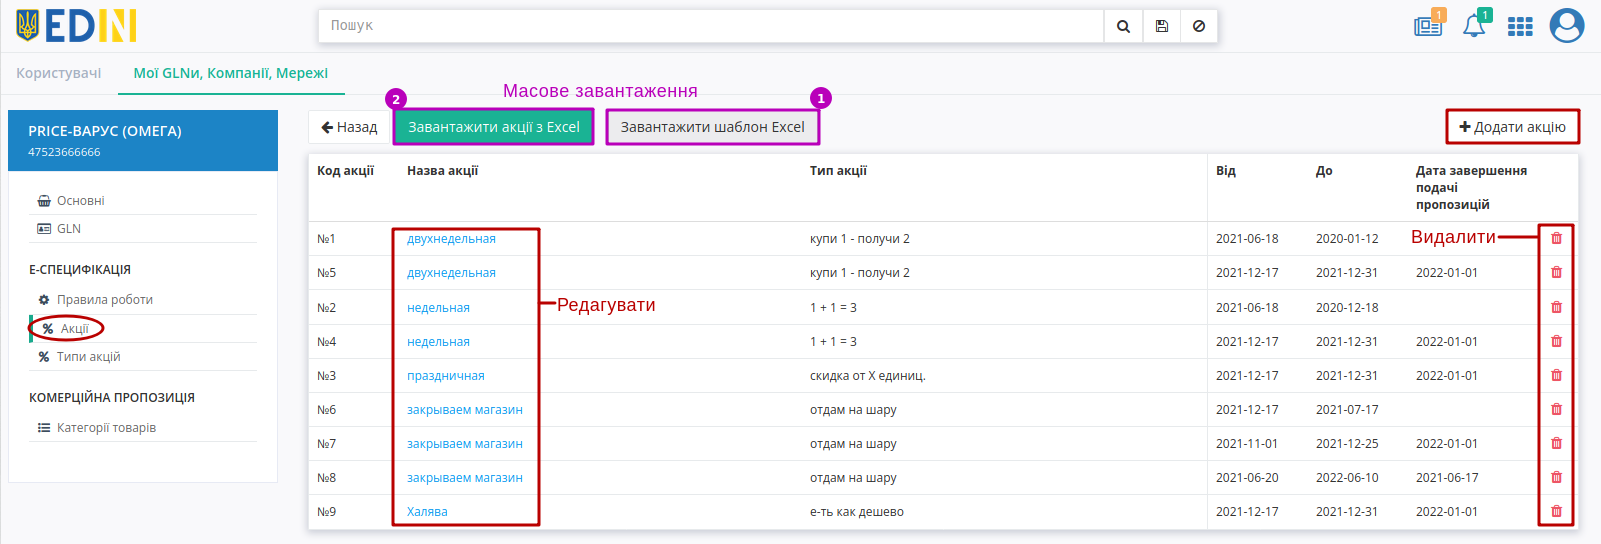 EDIN
Пошук
1
1
Користувачі
Мої GLNи, Компанії, Мережі
PRICE-ВАРУС (ОМЕГА)
47523666666
Основні
GLN
Е-СПЕЦИФІКАЦІЯ
Правила роботи
Акції
Типи акцій
КОМЕРЦІЙНА ПРОПОЗИЦІЯ
Категорії товарів
Масове завантаження
2
1
Назад
Завантажити акції з Excel
Завантажити шаблон Excel
Додати акцію
Код акції Назва акції Тип акції Від До Дата завершення
подачі
пропозицій
№1 двухнедельная купи 1 - получи 2 2021-06-18 2020-01-12
Видалити
№5 двухнедельная купи 1 - получи 2 2021-12-17 2021-12-31 2022-01-01
№2 недельная 1 + 1 = 3 2021-06-18 2020-12-18
Редагувати
№4 недельная 1 + 1 = 3 2021-12-17 2021-12-31 2022-01-01
№3 праздничная скидка от Х единиц. 2021-12-17 2021-12-31 2022-01-01
№6 закрываем магазин отдам на шару 2021-12-17 2021-07-17
№7 закрываем магазин отдам на шару 2021-11-01 2021-12-25 2022-01-01
№8 закрываем магазин отдам на шару 2021-06-20 2022-06-10 2021-06-17
№9 Халява е-ть как дешево 2021-12-17 2021-12-31 2022-01-01